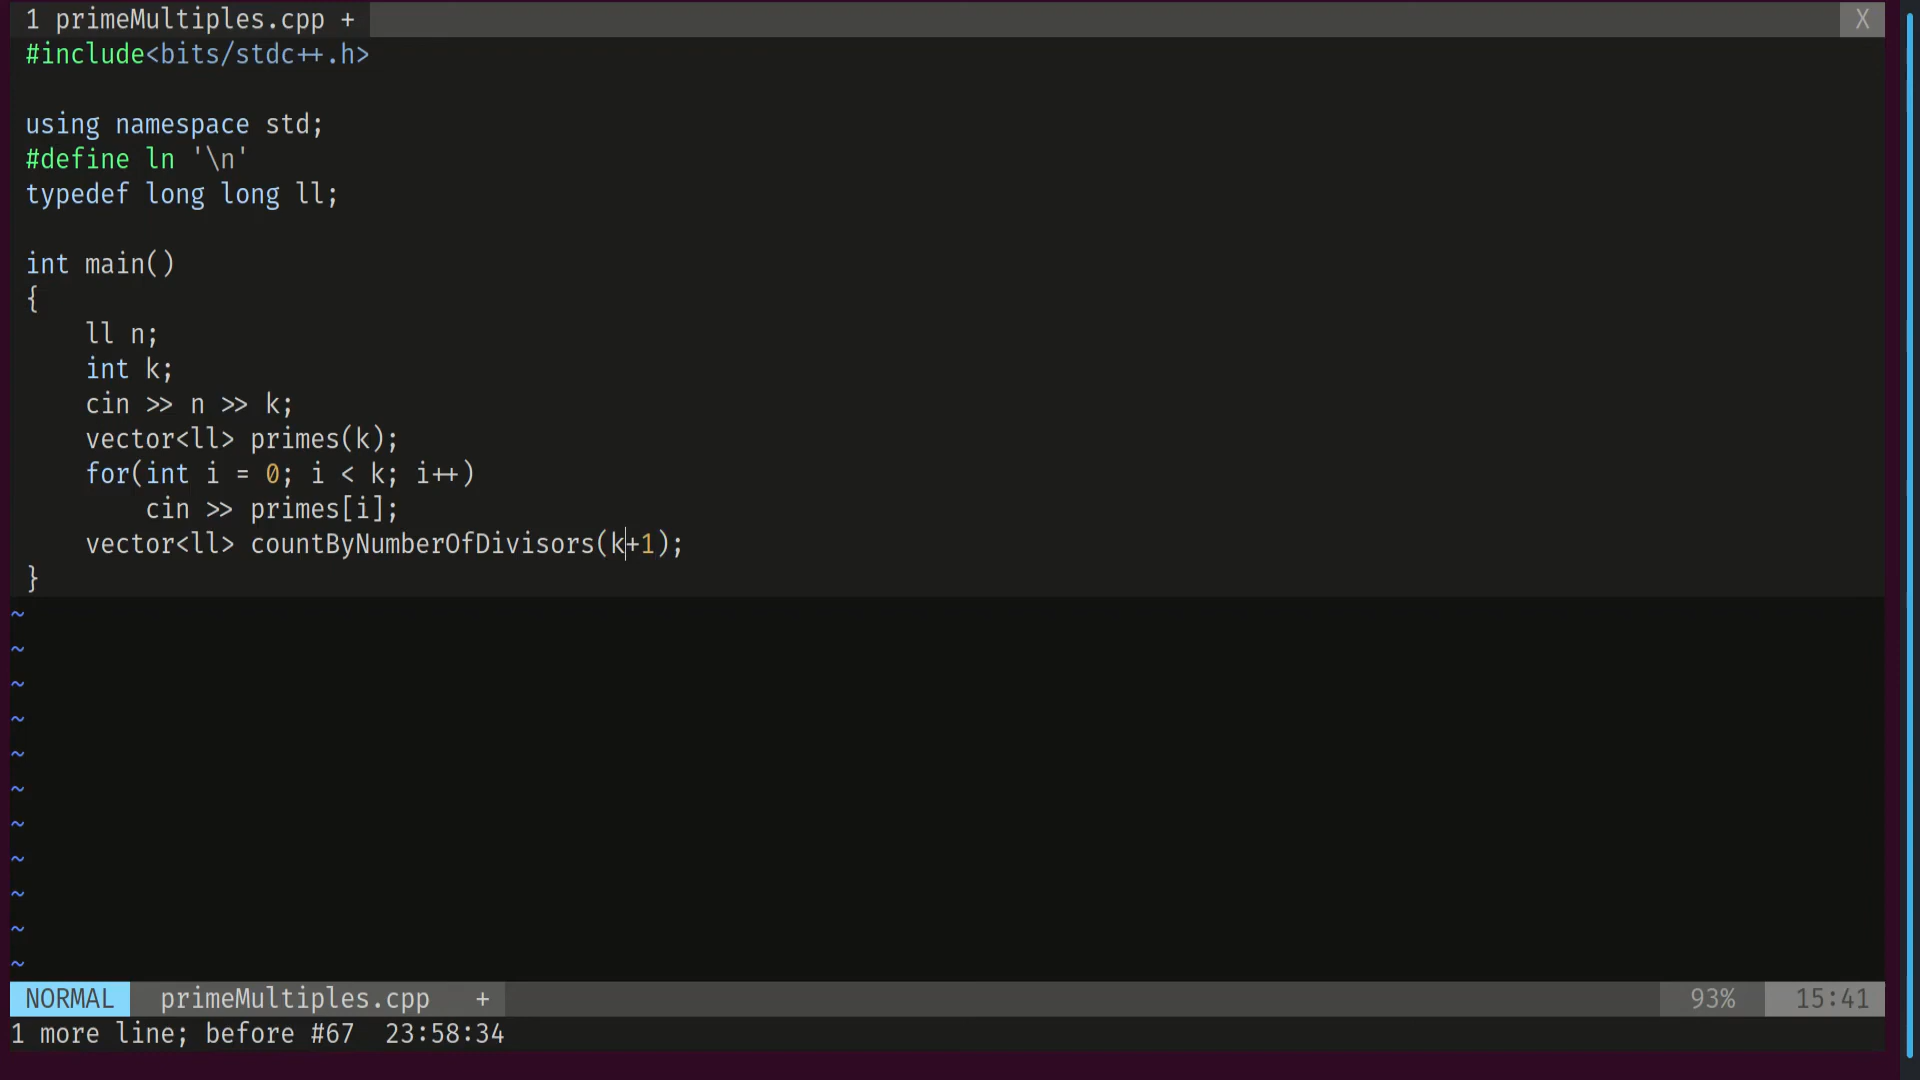 1 primeMultiples.cpp + X
#include<bits/stdc++.h>
using namespace std;
#define ln '\n'
typedef long long ll;
int main()
{
    ll n;
    int k;
    cin >> n >> k;
    vector<ll> primes(k);
    for(int i = 0; i < k; i++)
        cin >> primes[i];
    vector<ll> countByNumberOfDivisors(k+1);
}
~
~
~
~
~
~
~
~
~
~
~
NORMAL primeMultiples.cpp + 93% 15:41
1 more line; before #67 23:58:34